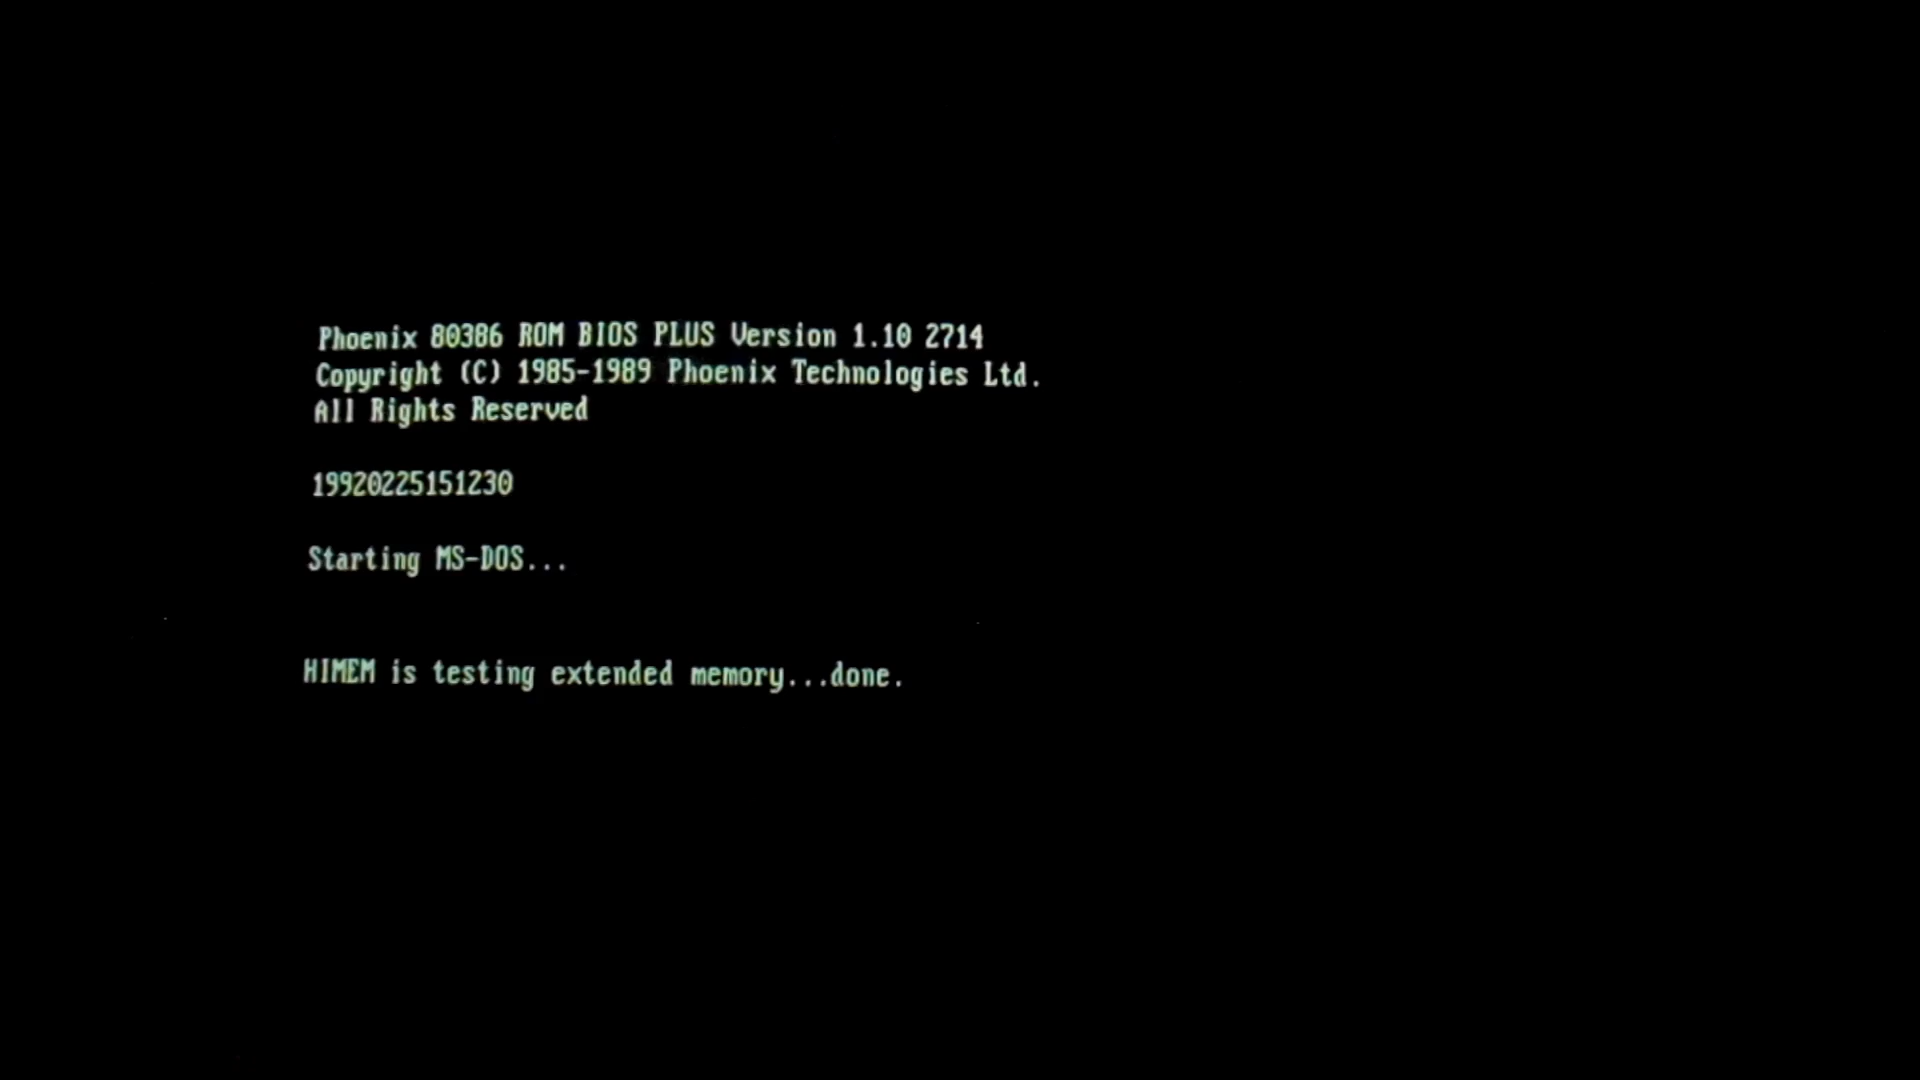 Phoenix 80386 ROM BIOS PLUS Version 1.10 2714
Copyright (C) 1985-1989 Phoenix Technologies Ltd.
All Rights Reserved
19920225151230
Starting MS-DOS...
HIMEM is testing extended memory...done.